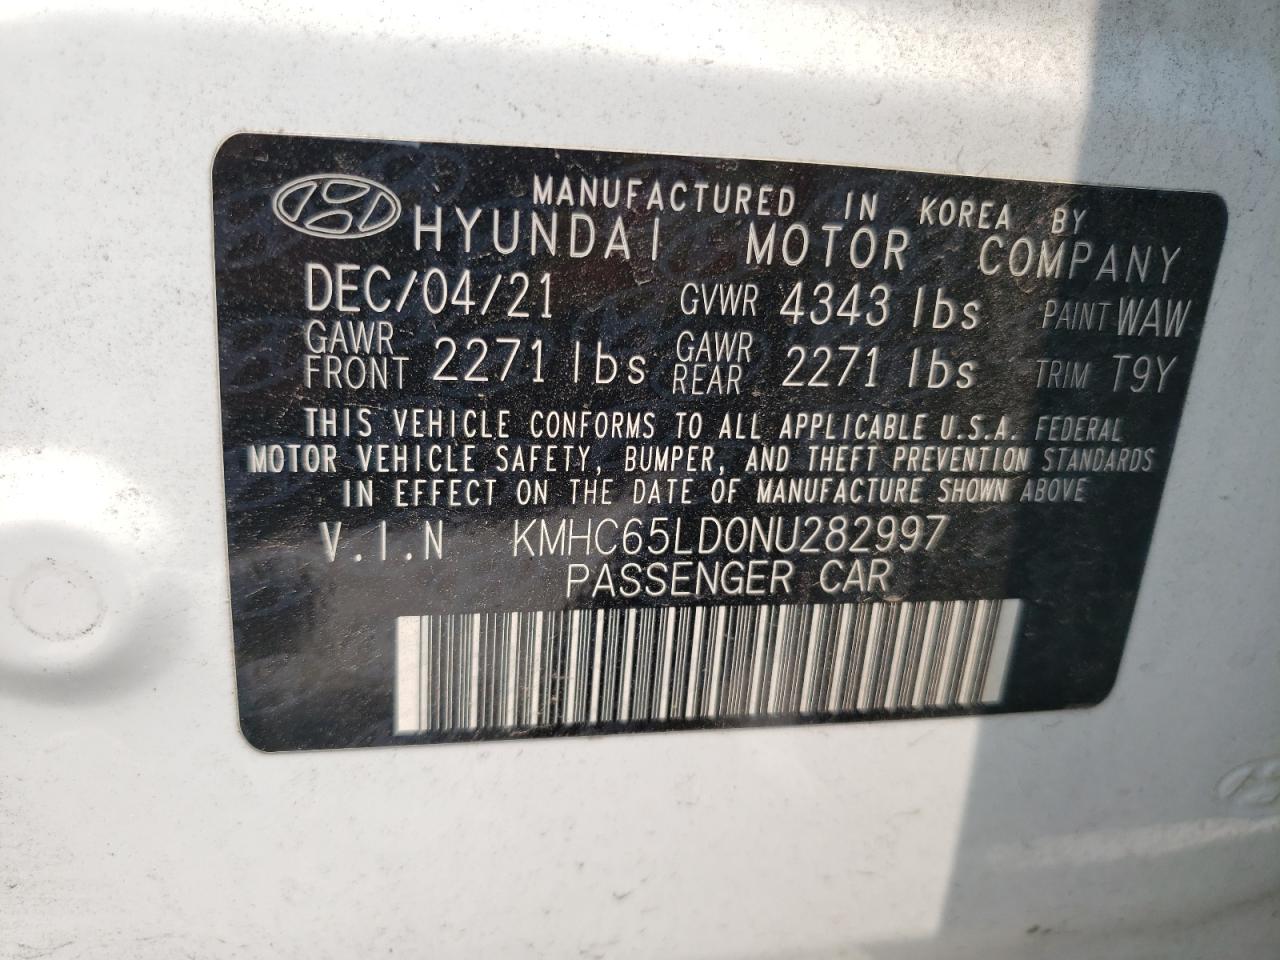 MANUFACTURED IN KOREA BY
HYUNDAI MOTOR COMPANY
DEC/04/21 GVWR 4343 lbs PAINT WAW
GAWR FRONT 2271 lbs GAWR REAR 2271 lbs TRIM T9Y
THIS VEHICLE CONFORMS TO ALL APPLICABLE U.S.A. FEDERAL
MOTOR VEHICLE SAFETY, BUMPER, AND THEFT PREVENTION STANDARDS
IN EFFECT ON THE DATE OF MANUFACTURE SHOWN ABOVE
V.I.N KMHC65LD0NU282997
PASSENGER CAR